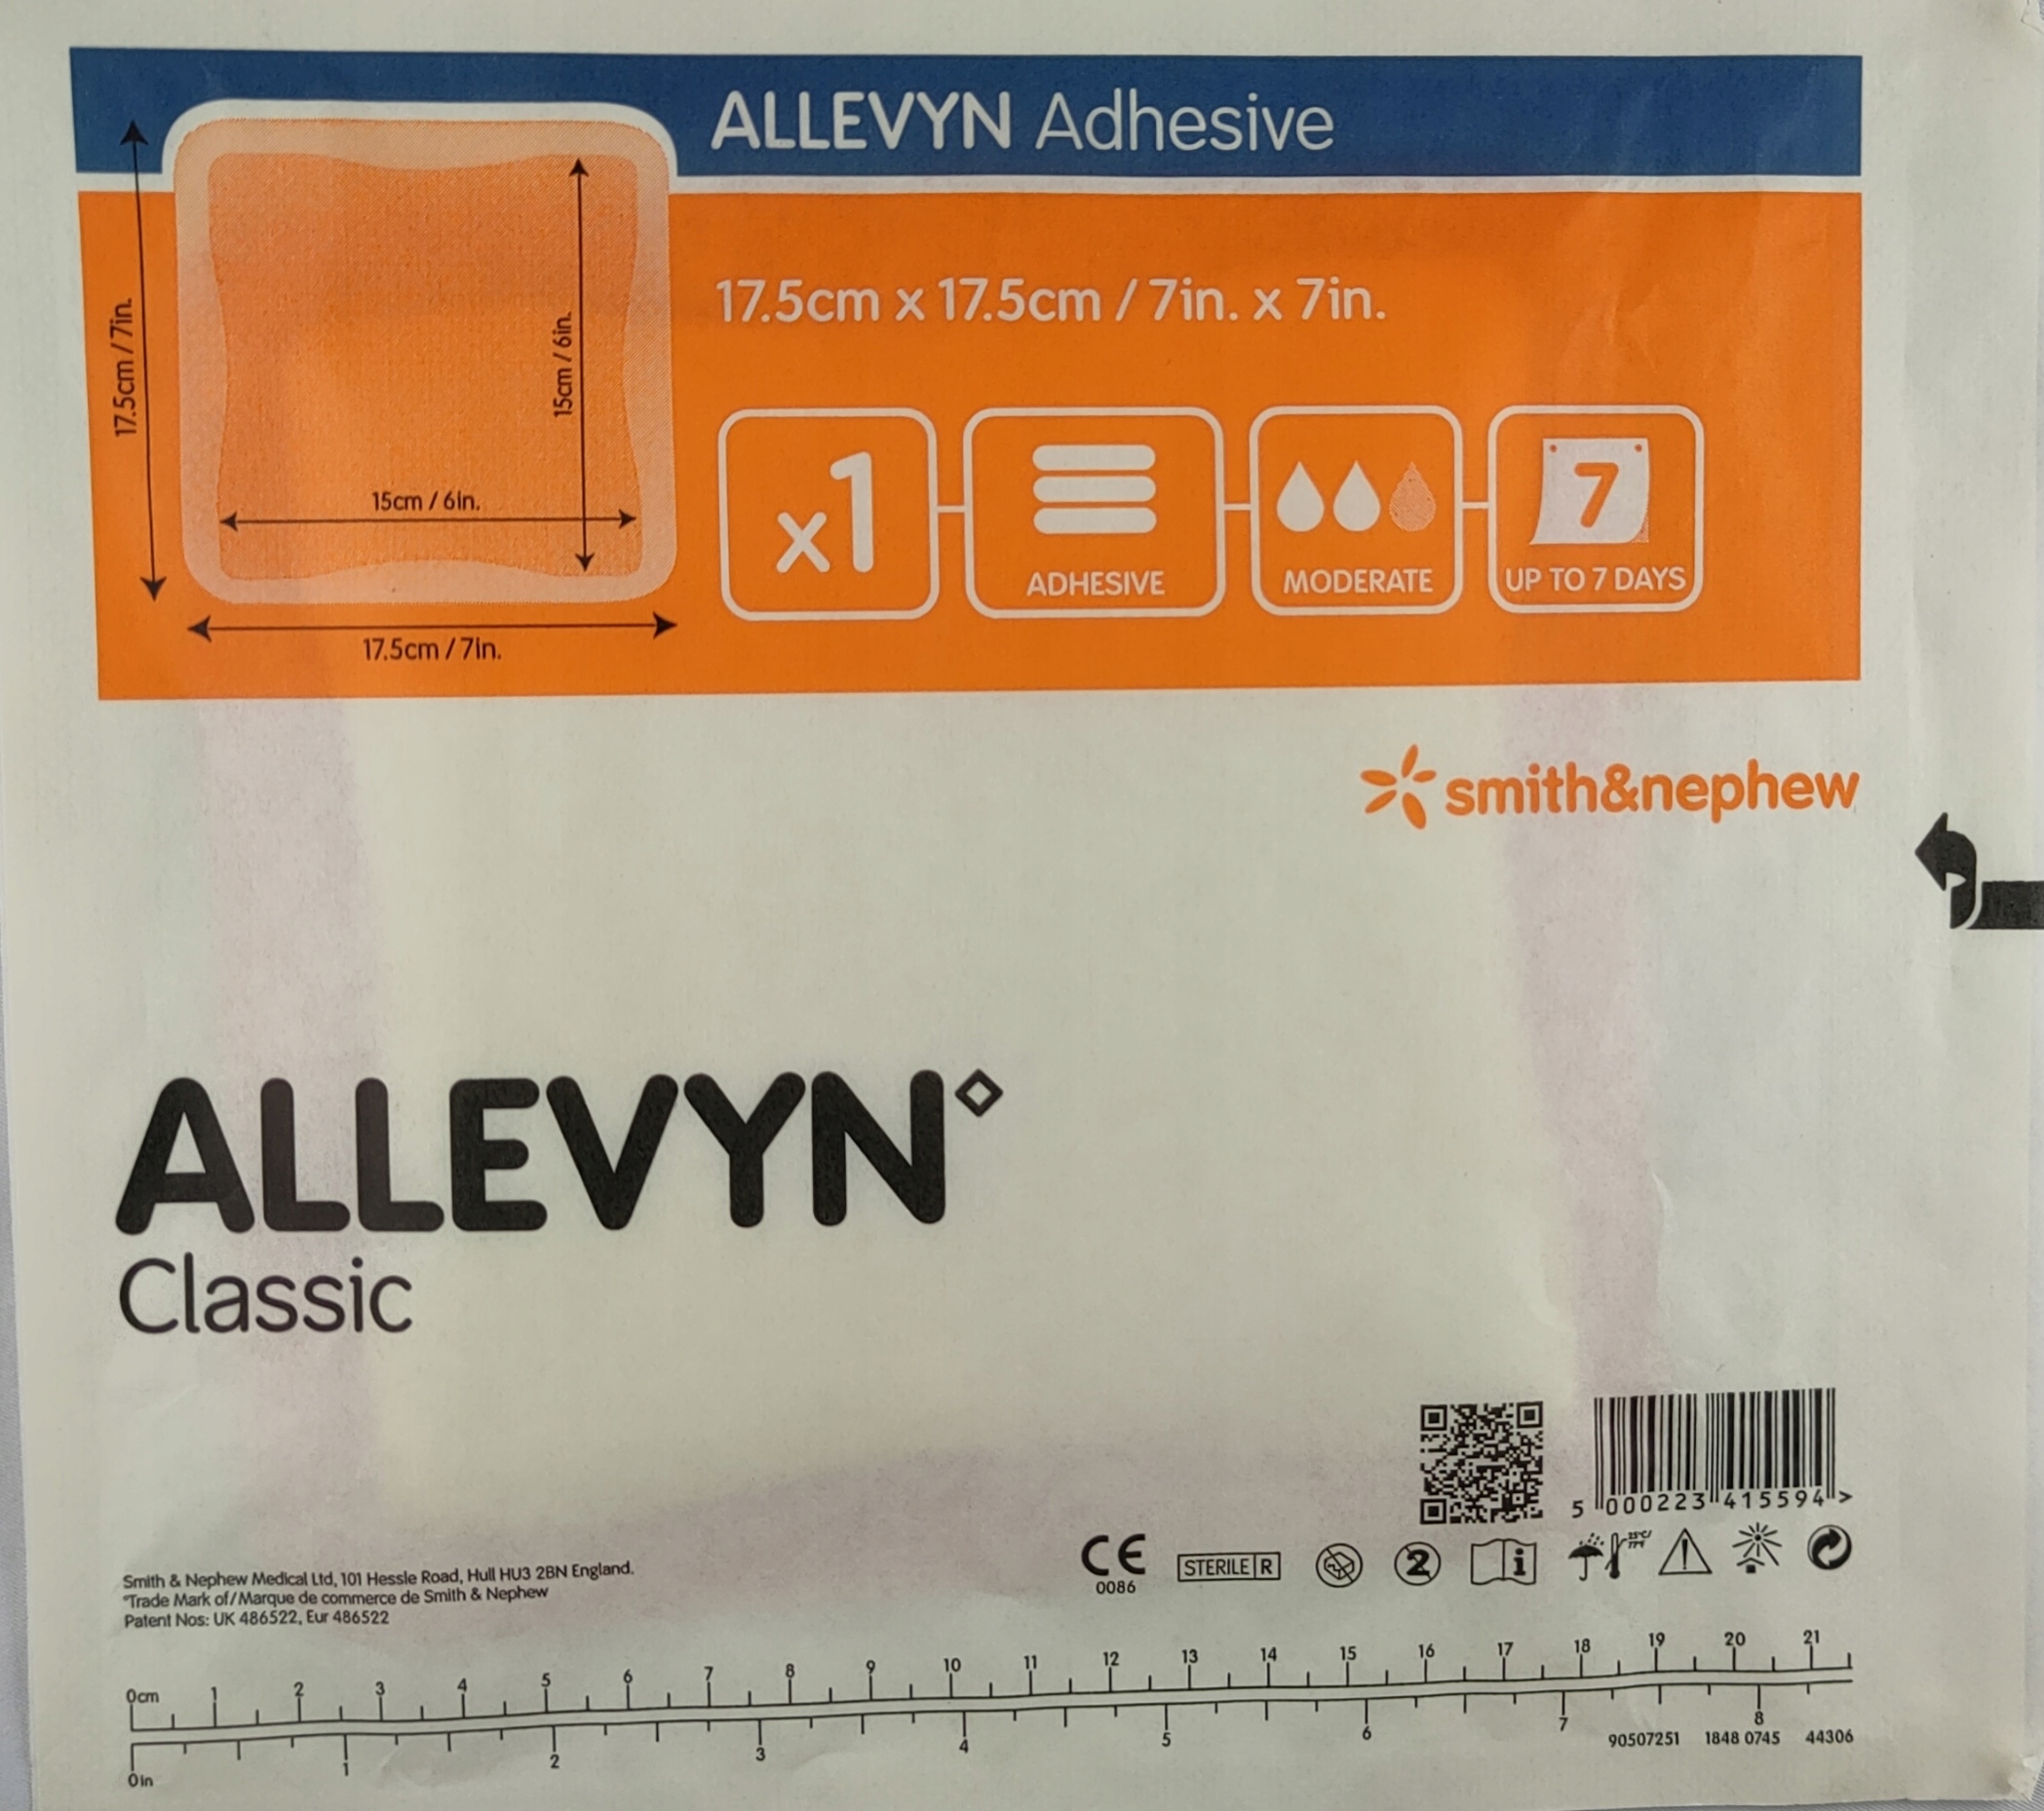 ALLEVYN Adhesive
17.5cm x 17.5cm / 7in. x 7in.
17.5cm / 7in.
15cm / 6in.
15cm / 6in.
17.5cm / 7in.
x1
ADHESIVE
MODERATE
7
UP TO 7 DAYS
smith&nephew
ALLEVYN◇
Classic
5 000223 415594 >
CE
0086
STERILE R
2
i
25°C/
77°F
Smith & Nephew Medical Ltd, 101 Hessle Road, Hull HU3 2BN England.
◇Trade Mark of/Marque de commerce de Smith & Nephew
Patent Nos: UK 486522, Eur 486522
0cm 1 2 3 4 5 6 7 8 9 10 11 12 13 14 15 16 17 18 19 20 21
0in 1 2 3 4 5 6 7 8
90507251 1848 0745 44306